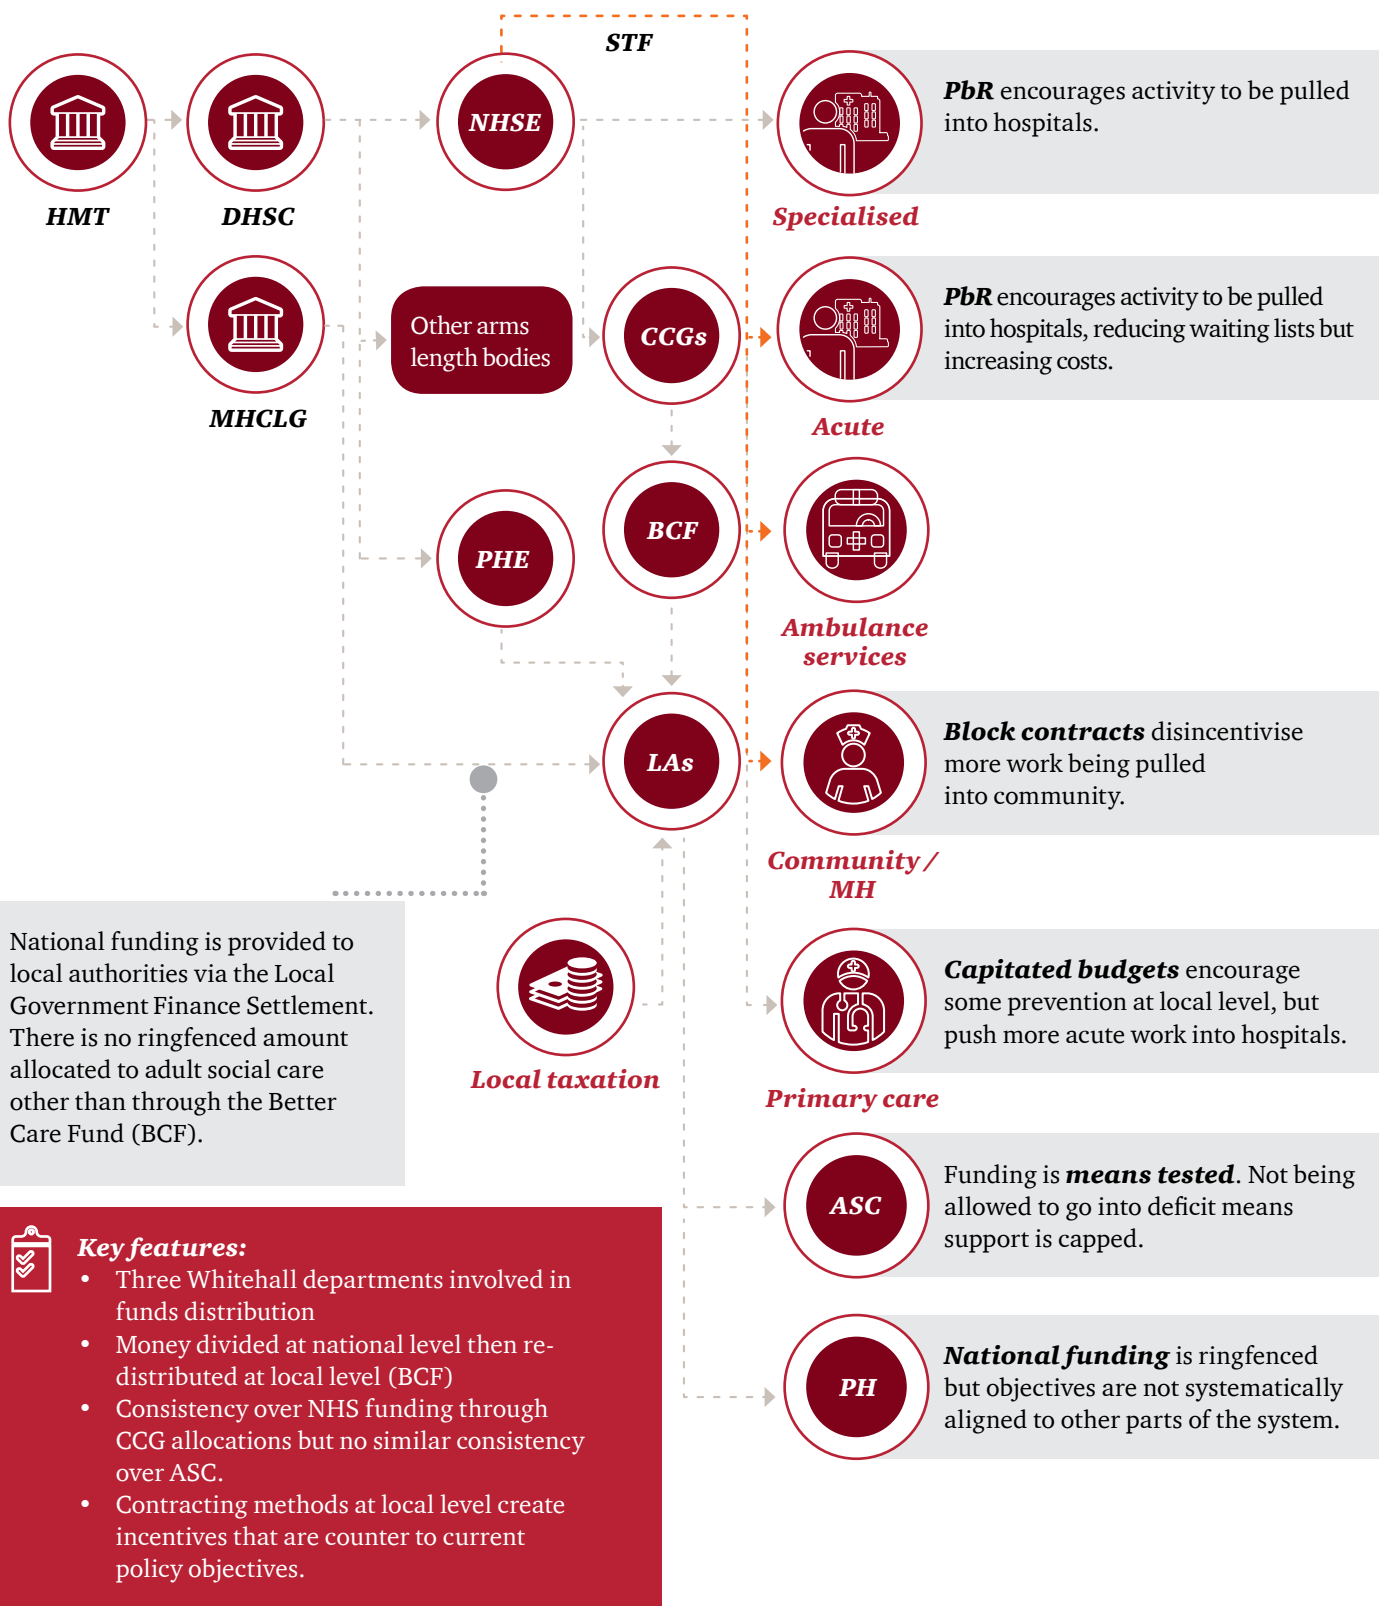 STF
NHSE
HMT
DHSC
Specialised
PbR encourages activity to be pulled
into hospitals.
MHCLG
Other arms
length bodies
CCGs
Acute
PbR encourages activity to be pulled
into hospitals, reducing waiting lists but
increasing costs.
PHE
BCF
Ambulance
services
LAs
Community /
MH
Block contracts disincentivise
more work being pulled
into community.
National funding is provided to
local authorities via the Local
Government Finance Settlement.
There is no ringfenced amount
allocated to adult social care
other than through the Better
Care Fund (BCF).
Local taxation
Primary care
Capitated budgets encourage
some prevention at local level, but
push more acute work into hospitals.
ASC
Funding is means tested. Not being
allowed to go into deficit means
support is capped.
PH
National funding is ringfenced
but objectives are not systematically
aligned to other parts of the system.
Key features:
• Three Whitehall departments involved in
funds distribution
• Money divided at national level then re-
distributed at local level (BCF)
• Consistency over NHS funding through
CCG allocations but no similar consistency
over ASC.
• Contracting methods at local level create
incentives that are counter to current
policy objectives.